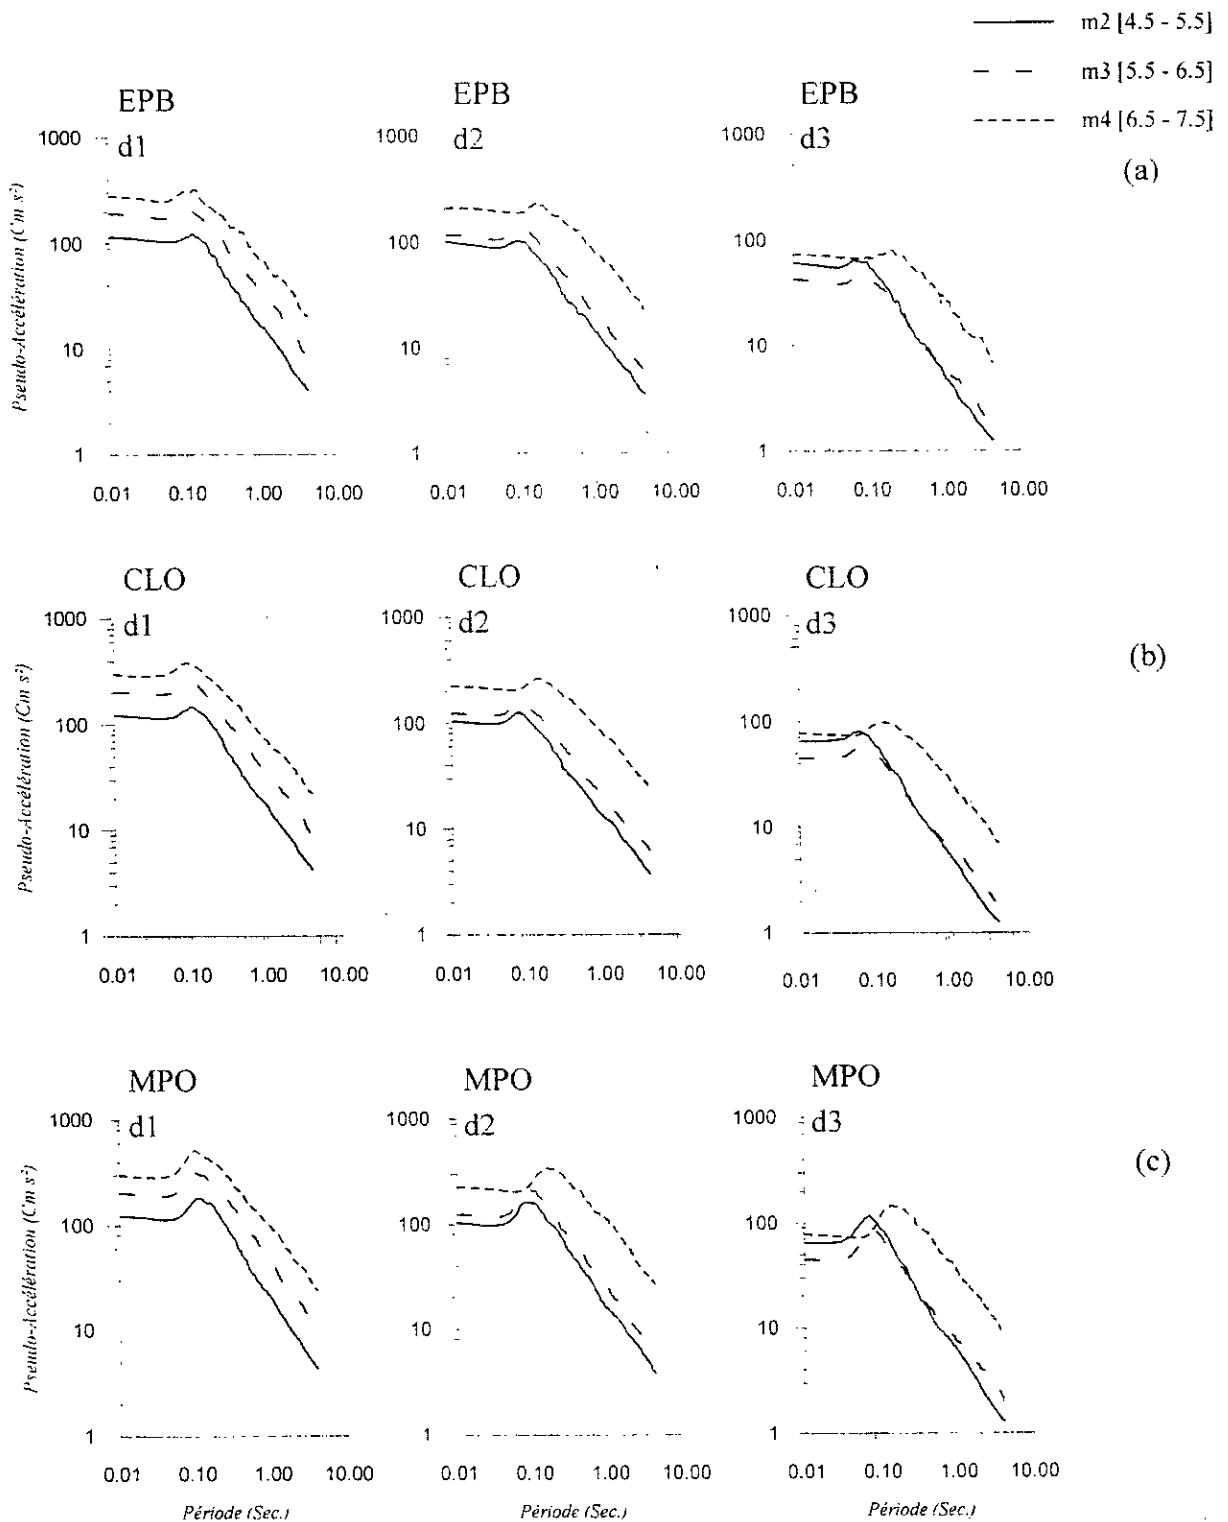 m2 [4.5 - 5.5]
m3 [5.5 - 6.5]
m4 [6.5 - 7.5]
(a)
EPB
d1
EPB
d2
EPB
d3
Pseudo-Accélération (Cm s²)
1000
100
10
1
0.01 0.10 1.00 10.00
1000
100
10
1
0.01 0.10 1.00 10.00
1000
100
10
1
0.01 0.10 1.00 10.00
(b)
CLO
d1
CLO
d2
CLO
d3
Pseudo-Accélération (Cm s²)
1000
100
10
1
0.01 0.10 1.00 10.00
1000
100
10
1
0.01 0.10 1.00 10.00
1000
100
10
1
0.01 0.10 1.00 10.00
(c)
MPO
d1
MPO
d2
MPO
d3
Pseudo-Accélération (Cm s²)
1000
100
10
1
0.01 0.10 1.00 10.00
Période (Sec.)
1000
100
10
1
0.01 0.10 1.00 10.00
Période (Sec.)
1000
100
10
1
0.01 0.10 1.00 10.00
Période (Sec.)